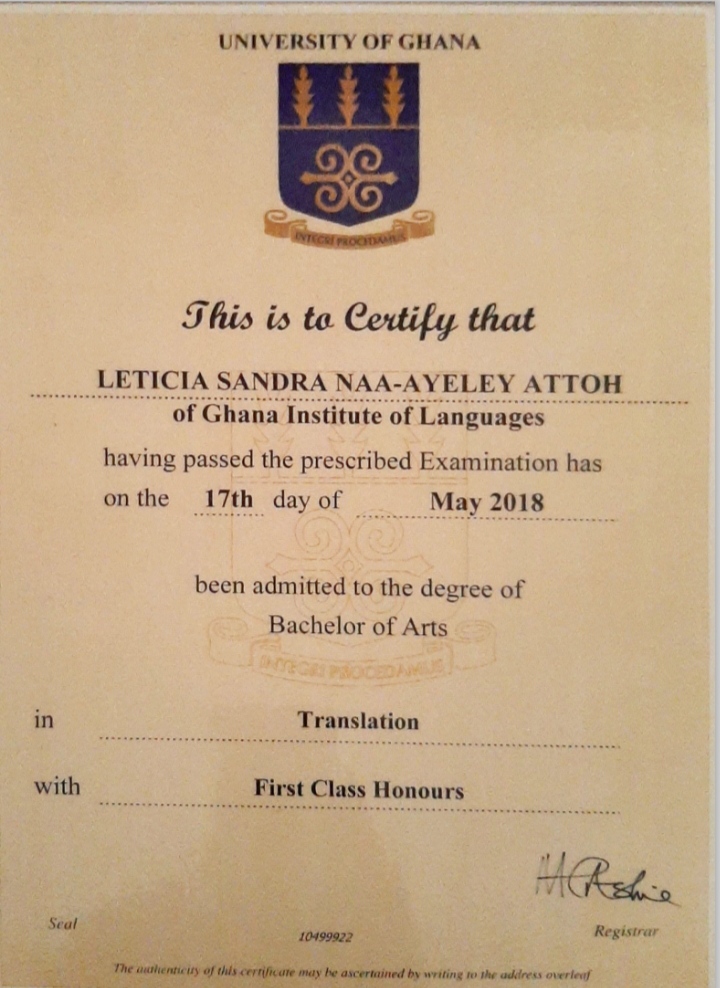 UNIVERSITY OF GHANA
INTEGRI PROCEDAMUS
This is to Certify that
LETICIA SANDRA NAA-AYELEY ATTOH
of Ghana Institute of Languages
having passed the prescribed Examination has
on the 17th day of May 2018
been admitted to the degree of
Bachelor of Arts
INTEGRI PROCEDAMUS
in Translation
with First Class Honours
Seal
10499922
Registrar
The authenticity of this certificate may be ascertained by writing to the address overleaf